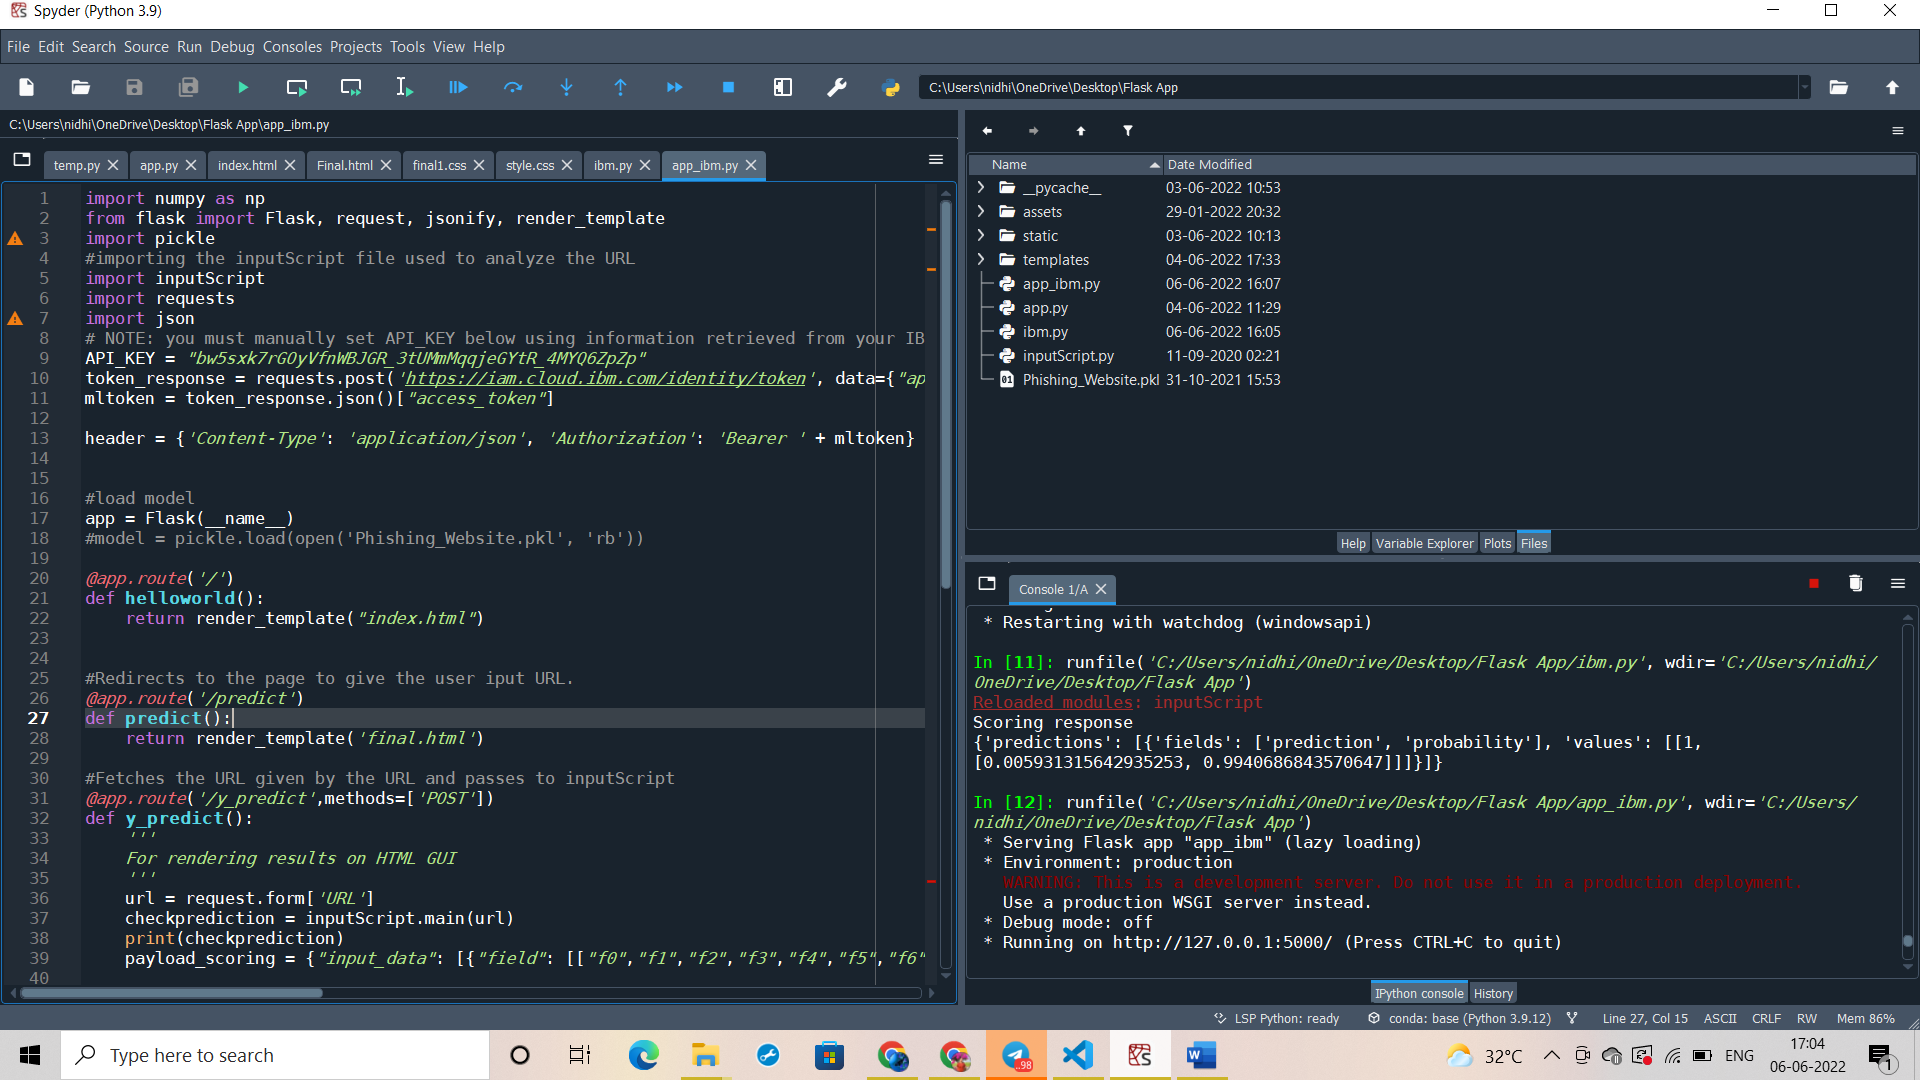 Spyder (Python 3.9)
File Edit Search Source Run Debug Consoles Projects Tools View Help
C:\Users\nidhi\OneDrive\Desktop\Flask App
C:\Users\nidhi\OneDrive\Desktop\Flask App\app_ibm.py
temp.py app.py index.html Final.html final1.css style.css ibm.py app_ibm.py
1 import numpy as np
2 from flask import Flask, request, jsonify, render_template
3 import pickle
4 #importing the inputScript file used to analyze the URL
5 import inputScript
6 import requests
7 import json
8 # NOTE: you must manually set API_KEY below using information retrieved from your IB
9 API_KEY = "bw5sxk7rGOyVfnWBJGR_3tUMmMqqjeGYtR_4MYQ6ZpZp"
10 token_response = requests.post('https://iam.cloud.ibm.com/identity/token', data={"ap
11 mltoken = token_response.json()["access_token"]
12
13 header = {'Content-Type': 'application/json', 'Authorization': 'Bearer ' + mltoken}
14
15
16 #load model
17 app = Flask(__name__)
18 #model = pickle.load(open('Phishing_Website.pkl', 'rb'))
19
20 @app.route('/')
21 def helloworld():
22 return render_template("index.html")
23
24
25 #Redirects to the page to give the user iput URL.
26 @app.route('/predict')
27 def predict():
28 return render_template('final.html')
29
30 #Fetches the URL given by the URL and passes to inputScript
31 @app.route('/y_predict',methods=['POST'])
32 def y_predict():
33 '''
34 For rendering results on HTML GUI
35 '''
36 url = request.form['URL']
37 checkprediction = inputScript.main(url)
38 print(checkprediction)
39 payload_scoring = {"input_data": [{"field": [["f0","f1","f2","f3","f4","f5","f6"
40
Name Date Modified
__pycache__ 03-06-2022 10:53
assets 29-01-2022 20:32
static 03-06-2022 10:13
templates 04-06-2022 17:33
app_ibm.py 06-06-2022 16:07
app.py 04-06-2022 11:29
ibm.py 06-06-2022 16:05
inputScript.py 11-09-2020 02:21
01 Phishing_Website.pkl 31-10-2021 15:53
Help Variable Explorer Plots Files
Console 1/A
* Restarting with watchdog (windowsapi)
In [11]: runfile('C:/Users/nidhi/OneDrive/Desktop/Flask App/ibm.py', wdir='C:/Users/nidhi/
OneDrive/Desktop/Flask App')
Reloaded modules: inputScript
Scoring response
{'predictions': [{'fields': ['prediction', 'probability'], 'values': [[1,
[0.005931315642935253, 0.9940686843570647]]]}]}
In [12]: runfile('C:/Users/nidhi/OneDrive/Desktop/Flask App/app_ibm.py', wdir='C:/Users/
nidhi/OneDrive/Desktop/Flask App')
* Serving Flask app "app_ibm" (lazy loading)
* Environment: production
WARNING: This is a development server. Do not use it in a production deployment.
Use a production WSGI server instead.
* Debug mode: off
* Running on http://127.0.0.1:5000/ (Press CTRL+C to quit)
IPython console History
LSP Python: ready conda: base (Python 3.9.12) Line 27, Col 15 ASCII CRLF RW Mem 86%
Type here to search
98
32°C ENG
17:04
06-06-2022
1